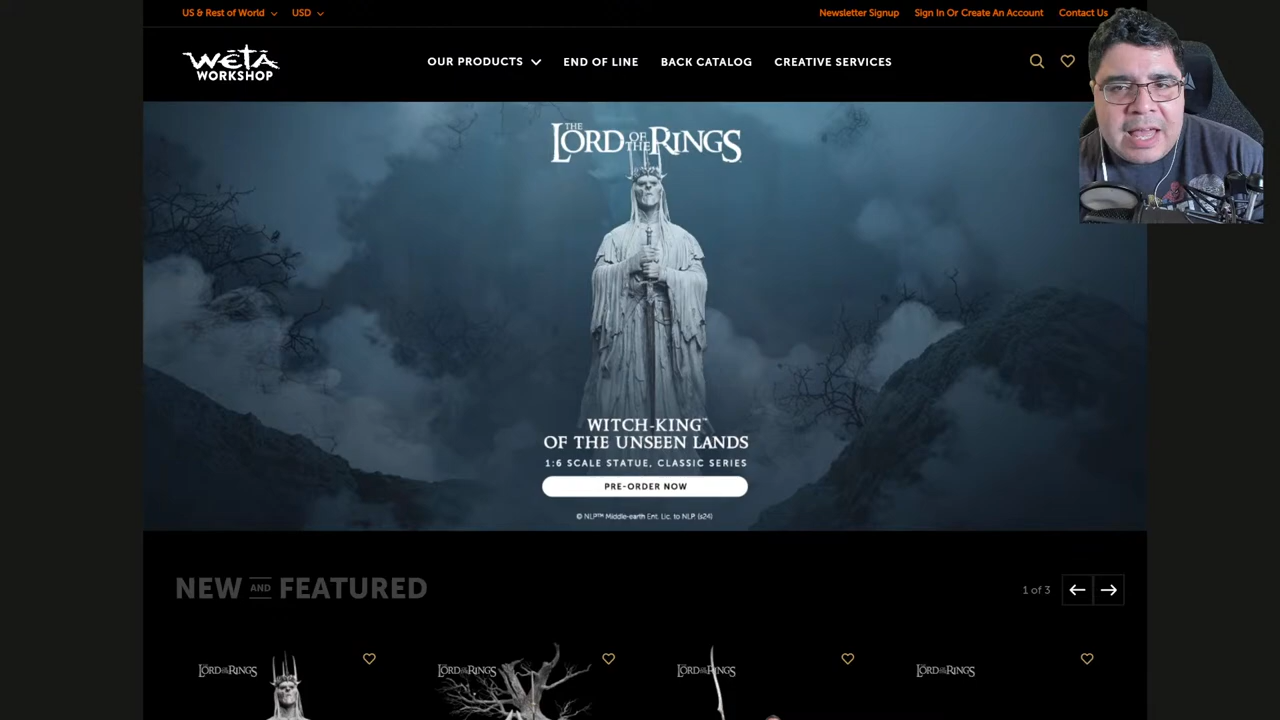 US & Rest of World
USD
Newsletter Signup
Sign In Or Create An Account
Contact Us
WĒTĀ
WORKSHOP
OUR PRODUCTS
END OF LINE
BACK CATALOG
CREATIVE SERVICES
THE LORD OF THE RINGS
WITCH-KING™
OF THE UNSEEN LANDS
1:6 SCALE STATUE, CLASSIC SERIES
PRE-ORDER NOW
© NLP™ Middle-earth Ent. Lic. to NLP. (s24)
NEW AND FEATURED
1 of 3
LORD OF THE RINGS
LORD OF THE RINGS
LORD OF THE RINGS
LORD OF THE RINGS